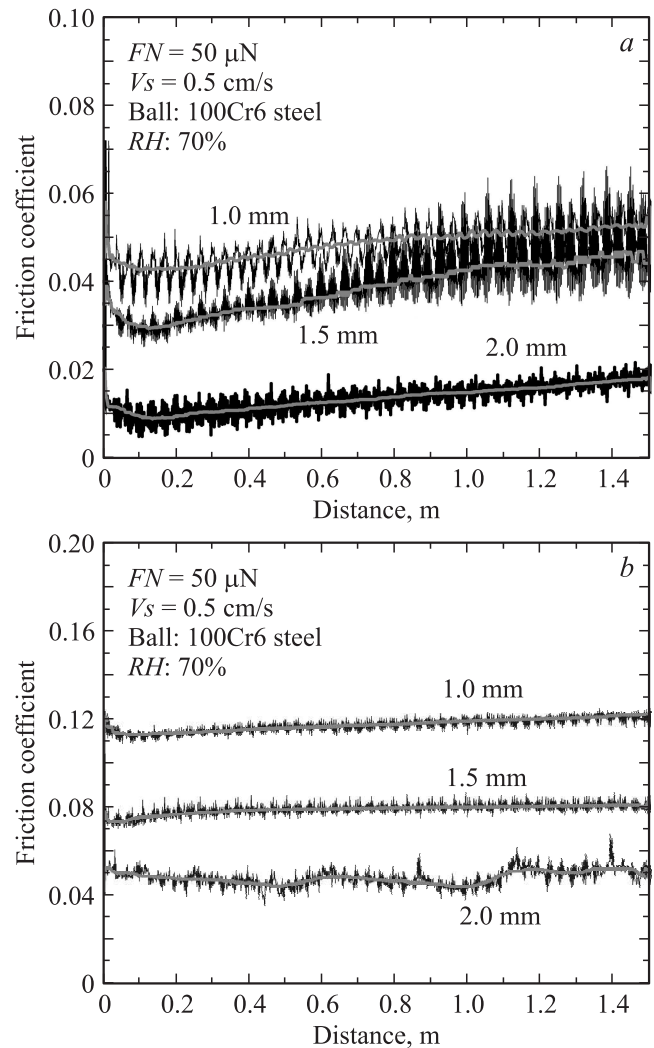 0.10
a
FN = 50 μN
Vs = 0.5 cm/s
Ball: 100Cr6 steel
RH: 70%
0.08
0.06
0.04
0.02
0
Friction coefficient
1.0 mm
1.5 mm
2.0 mm
0 0.2 0.4 0.6 0.8 1.0 1.2 1.4
Distance, m
0.20
b
FN = 50 μN
Vs = 0.5 cm/s
Ball: 100Cr6 steel
RH: 70%
0.16
0.12
0.08
0.04
0
Friction coefficient
1.0 mm
1.5 mm
2.0 mm
0 0.2 0.4 0.6 0.8 1.0 1.2 1.4
Distance, m